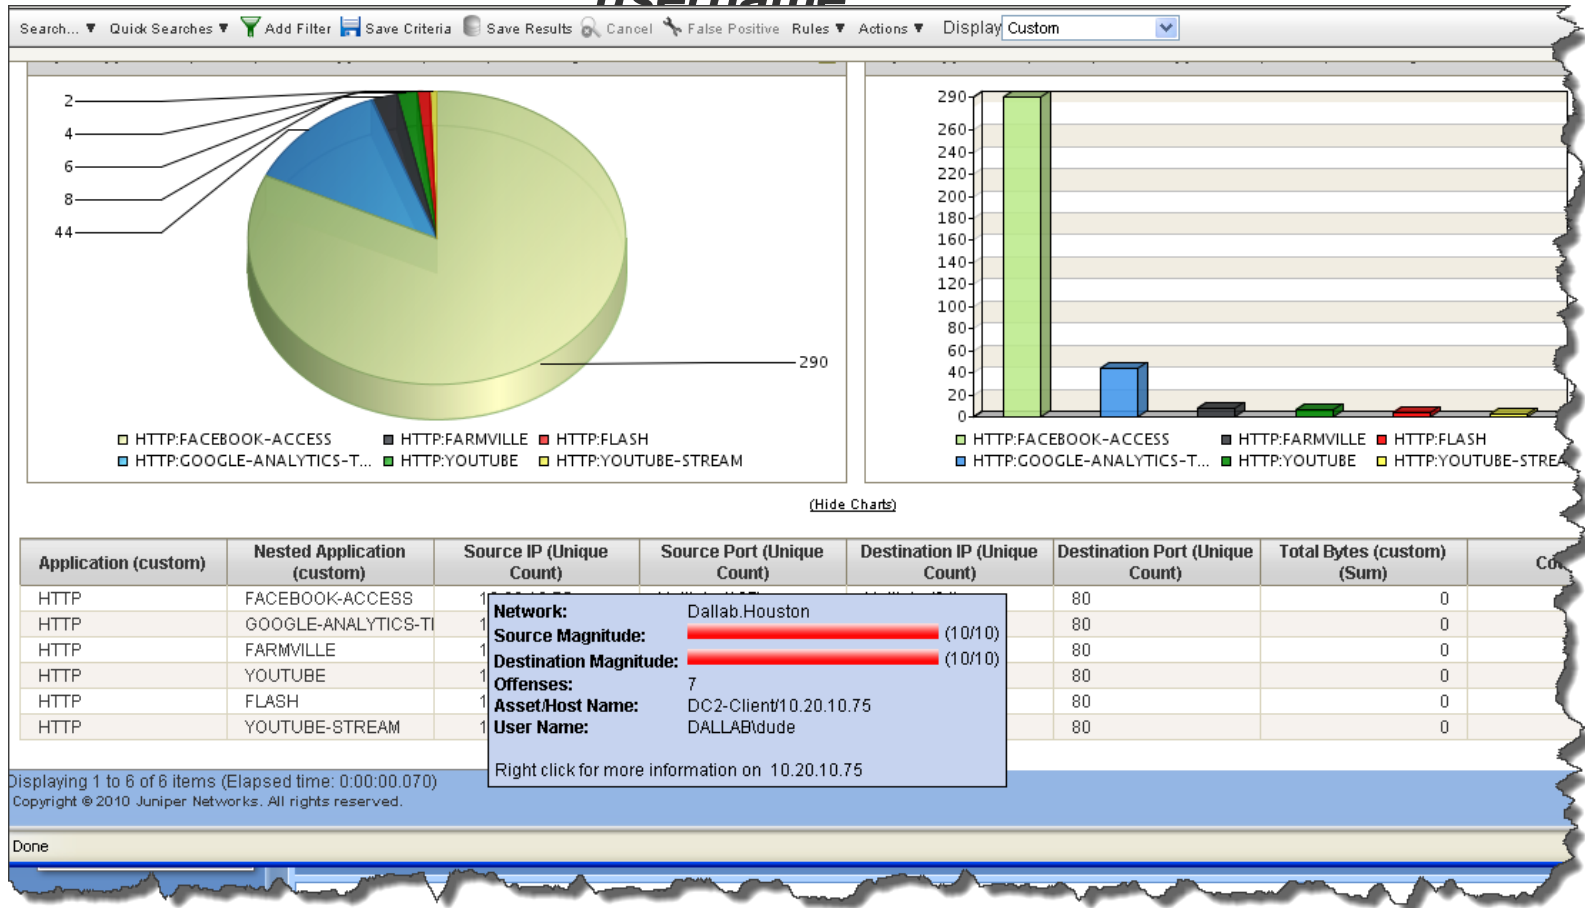 username
Search... ▼ Quick Searches ▼ Add Filter Save Criteria Save Results Cancel False Positive Rules ▼ Actions ▼ Display Custom
2
4
6
8
44
290
HTTP:FACEBOOK-ACCESS HTTP:FARMVILLE HTTP:FLASH
HTTP:GOOGLE-ANALYTICS-T... HTTP:YOUTUBE HTTP:YOUTUBE-STREAM
290
260
240
220
200
180
160
140
120
100
80
60
40
20
0
HTTP:FACEBOOK-ACCESS HTTP:FARMVILLE HTTP:FLASH
HTTP:GOOGLE-ANALYTICS-T... HTTP:YOUTUBE HTTP:YOUTUBE-STREA
(Hide Charts)
Application (custom) Nested Application (custom) Source IP (Unique Count) Source Port (Unique Count) Destination IP (Unique Count) Destination Port (Unique Count) Total Bytes (custom) (Sum)
HTTP FACEBOOK-ACCESS 80 0
HTTP GOOGLE-ANALYTICS-TI 80 0
HTTP FARMVILLE 80 0
HTTP YOUTUBE 80 0
HTTP FLASH 80 0
HTTP YOUTUBE-STREAM 80 0
Network: Dallab.Houston
Source Magnitude: (10/10)
Destination Magnitude: (10/10)
Offenses: 7
Asset/Host Name: DC2-Client/10.20.10.75
User Name: DALLAB\dude
Right click for more information on 10.20.10.75
Displaying 1 to 6 of 6 items (Elapsed time: 0:00:00.070)
Copyright © 2010 Juniper Networks. All rights reserved.
Done